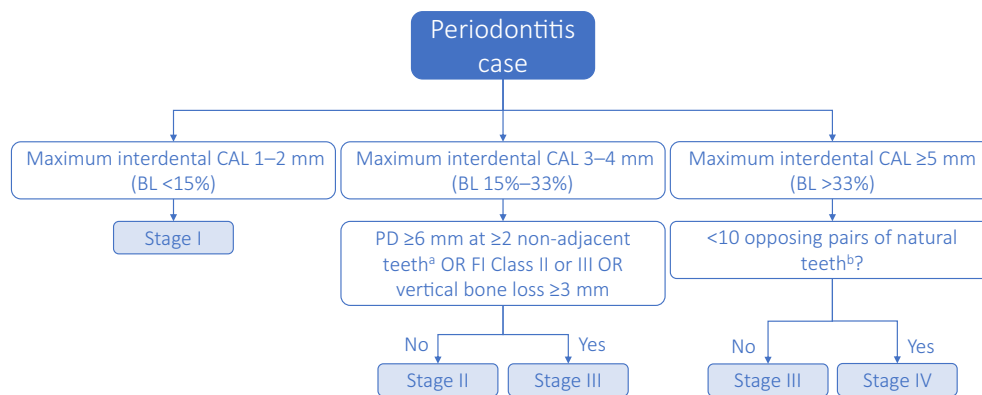 Periodontitis
case
Maximum interdental CAL 1–2 mm
(BL <15%)
Maximum interdental CAL 3–4 mm
(BL 15%–33%)
Maximum interdental CAL ≥5 mm
(BL >33%)
Stage I
PD ≥6 mm at ≥2 non-adjacent
teethᵃ OR FI Class II or III OR
vertical bone loss ≥3 mm
<10 opposing pairs of natural
teethᵇ?
No
Yes
No
Yes
Stage II
Stage III
Stage III
Stage IV